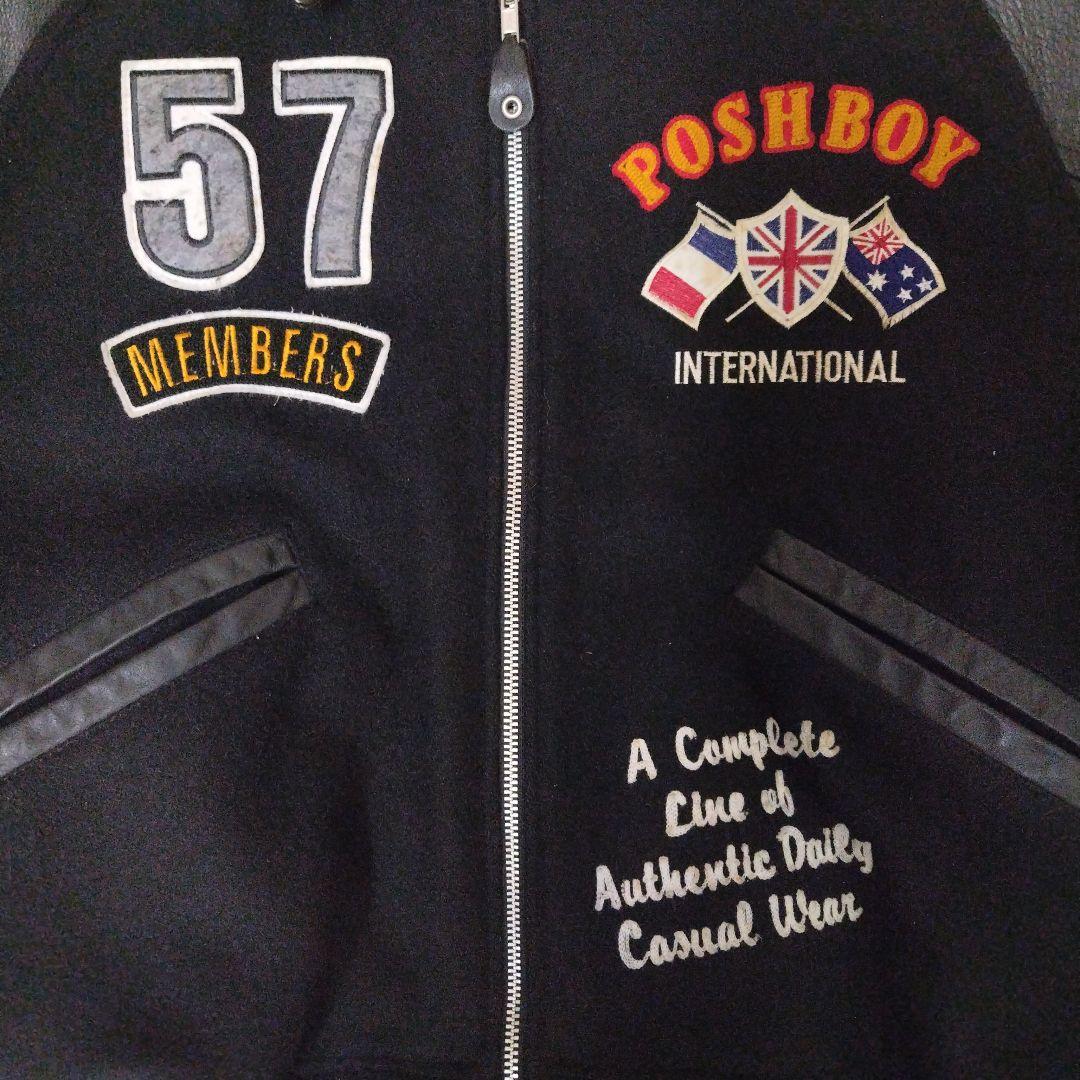 57
MEMBERS
POSHBOY
INTERNATIONAL
A Complete
Line of
Authentic Daily
Casual Wear